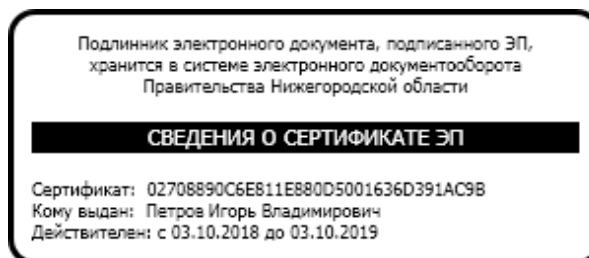 Подлинник электронного документа, подписанного ЭП,
хранится в системе электронного документооборота
Правительства Нижегородской области
СВЕДЕНИЯ О СЕРТИФИКАТЕ ЭП
Сертификат: 02708890C6E811E880D5001636D391AC9B
Кому выдан: Петров Игорь Владимирович
Действителен: с 03.10.2018 до 03.10.2019